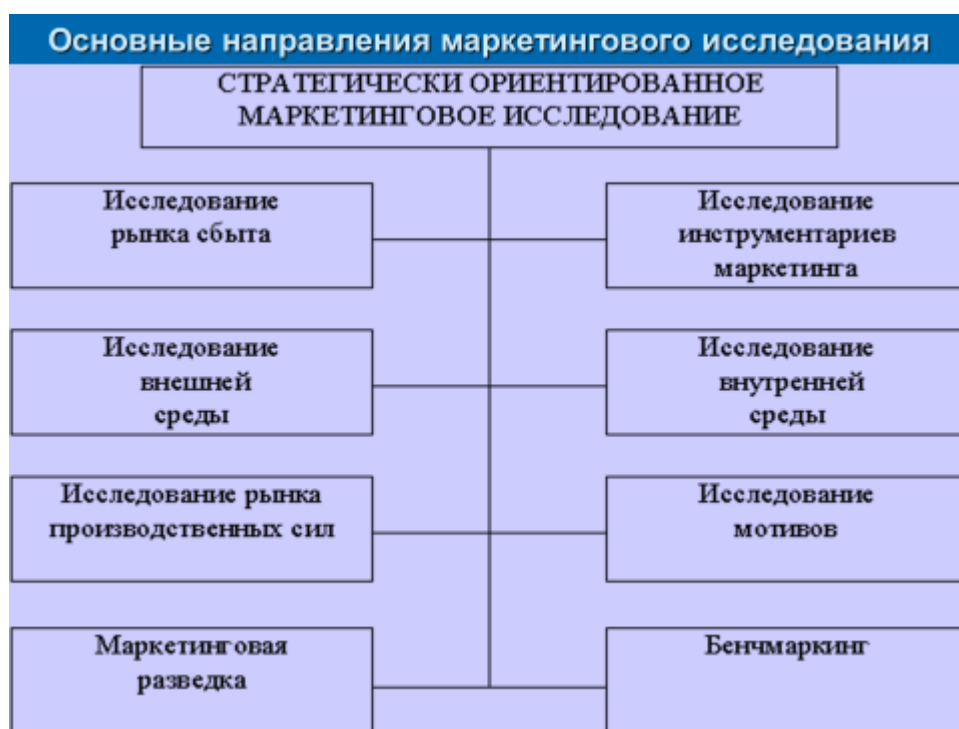 Основные направления маркетингового исследования
СТРАТЕГИЧЕСКИ ОРИЕНТИРОВАННОЕ
МАРКЕТИНГОВОЕ ИССЛЕДОВАНИЕ
Исследование
рынка сбыта
Исследование
инструментариев
маркетинга
Исследование
внешней
среды
Исследование
внутренней
среды
Исследование рынка
производственных сил
Исследование
мотивов
Маркетинговая
разведка
Бенчмаркинг